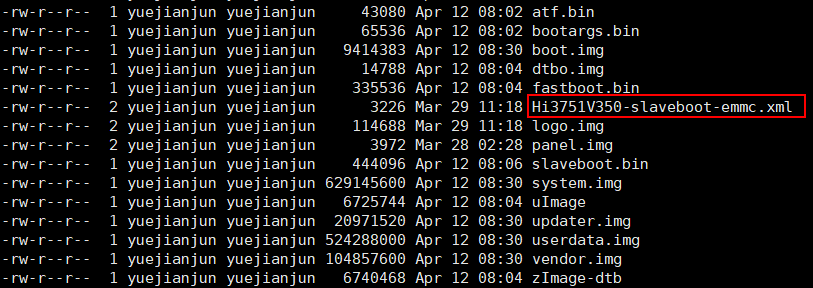 -rw-r--r-- 1 yuejianjun yuejianjun 43080 Apr 12 08:02 atf.bin
-rw-r--r-- 1 yuejianjun yuejianjun 65536 Apr 12 08:02 bootargs.bin
-rw-r--r-- 1 yuejianjun yuejianjun 9414383 Apr 12 08:30 boot.img
-rw-r--r-- 1 yuejianjun yuejianjun 14788 Apr 12 08:04 dtbo.img
-rw-r--r-- 1 yuejianjun yuejianjun 335536 Apr 12 08:04 fastboot.bin
-rw-r--r-- 2 yuejianjun yuejianjun 3226 Mar 29 11:18 Hi3751V350-slaveboot-emmc.xml
-rw-r--r-- 2 yuejianjun yuejianjun 114688 Mar 29 11:18 logo.img
-rw-r--r-- 2 yuejianjun yuejianjun 3972 Mar 28 02:28 panel.img
-rw-r--r-- 1 yuejianjun yuejianjun 444096 Apr 12 08:06 slaveboot.bin
-rw-r--r-- 1 yuejianjun yuejianjun 629145600 Apr 12 08:30 system.img
-rw-r--r-- 1 yuejianjun yuejianjun 6725744 Apr 12 08:04 uImage
-rw-r--r-- 1 yuejianjun yuejianjun 20971520 Apr 12 08:30 updater.img
-rw-r--r-- 1 yuejianjun yuejianjun 524288000 Apr 12 08:30 userdata.img
-rw-r--r-- 1 yuejianjun yuejianjun 104857600 Apr 12 08:30 vendor.img
-rw-r--r-- 1 yuejianjun yuejianjun 6740468 Apr 12 08:04 zImage-dtb